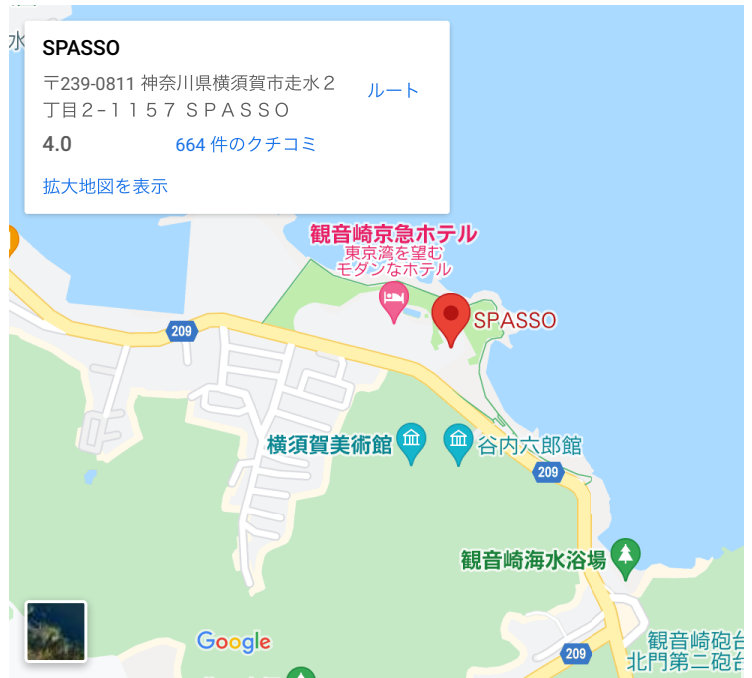 水
SPASSO
〒239-0811 神奈川県横須賀市走水２
丁目２−１１５７ ＳＰＡＳＳＯ
ルート
4.0
664 件のクチコミ
拡大地図を表示
観音崎京急ホテル
東京湾を望む
モダンなホテル
SPASSO
209
横須賀美術館
谷内六郎館
209
観音崎海水浴場
Google
209
観音崎砲台
北門第二砲台